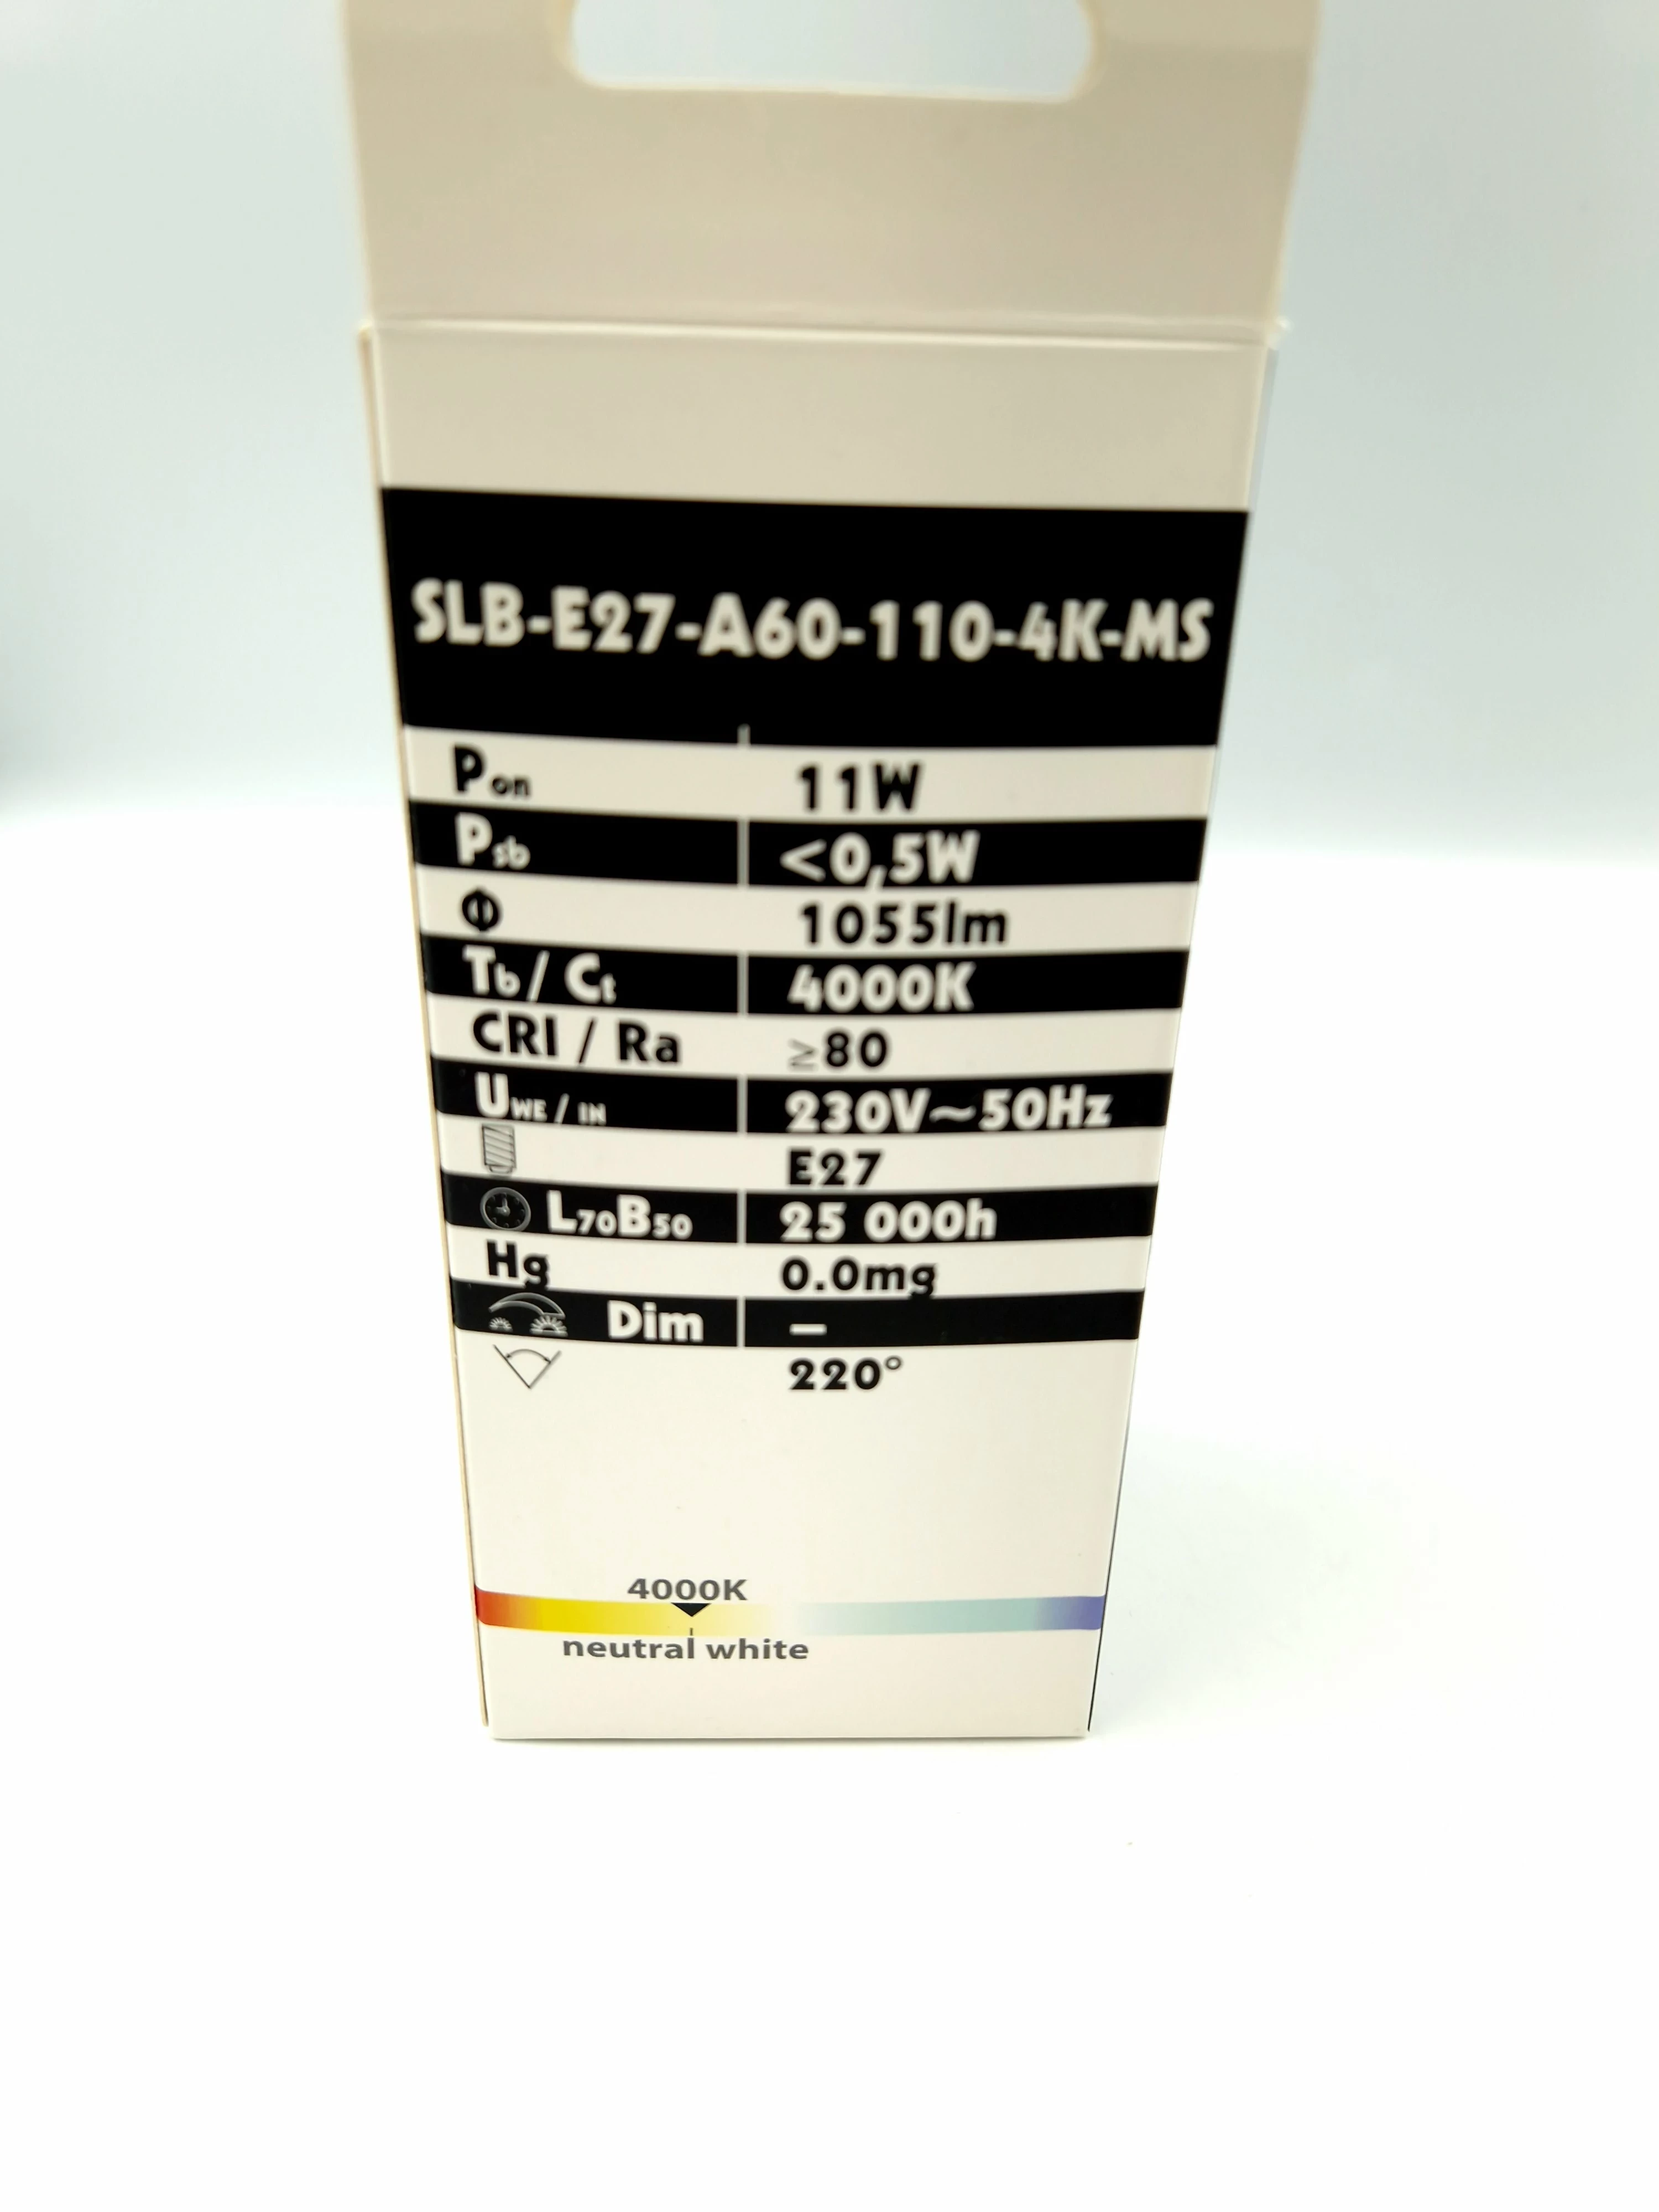 SLB-E27-A60-110-4K-MS
Pon 11W
Psb <0,5W
Φ 1055lm
Tb / Ct 4000K
CRI / Ra ≥80
UWE / IN 230V~50Hz
E27
L70B50 25 000h
Hg 0.0mg
Dim –
220°
4000K
neutral white